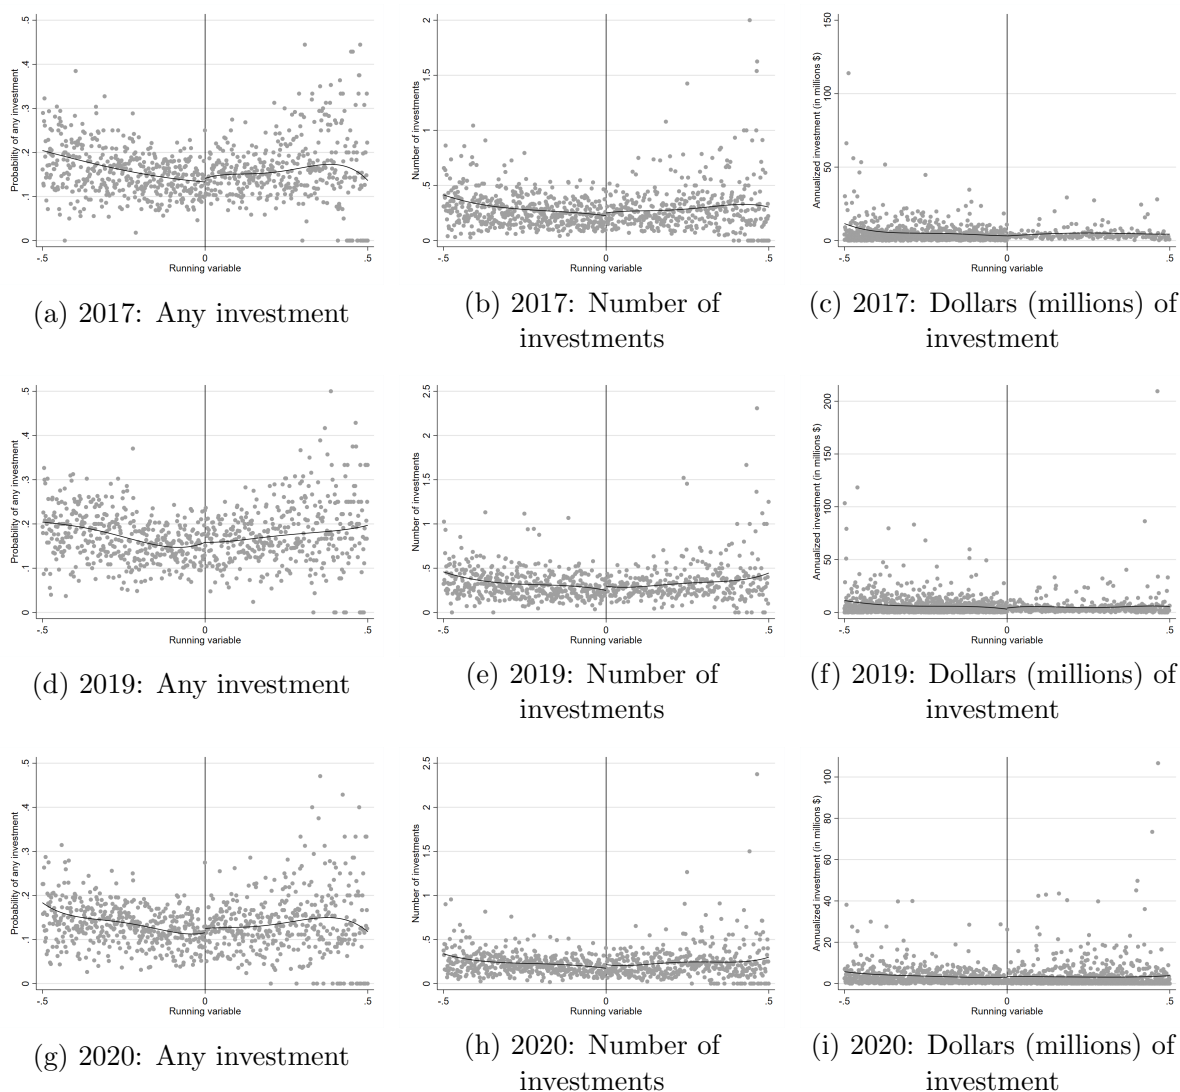 Probability of any investment
.5
.4
.3
.2
.1
0
-.5
0
.5
Running variable
(a) 2017: Any investment
Number of investments
2
1.5
1
.5
0
-.5
0
.5
Running variable
(b) 2017: Number of
investments
Annualized investment (in millions $)
150
100
50
0
-.5
0
.5
Running variable
(c) 2017: Dollars (millions) of
investment
Probability of any investment
.5
.4
.3
.2
.1
0
-.5
0
.5
Running variable
(d) 2019: Any investment
Number of investments
2.5
2
1.5
1
.5
0
-.5
0
.5
Running variable
(e) 2019: Number of
investments
Annualized investment (in millions $)
200
150
100
50
0
-.5
0
.5
Running variable
(f) 2019: Dollars (millions) of
investment
Probability of any investment
.5
.4
.3
.2
.1
0
-.5
0
.5
Running variable
(g) 2020: Any investment
Number of investments
2.5
2
1.5
1
.5
0
-.5
0
.5
Running variable
(h) 2020: Number of
investments
Annualized investment (in millions $)
100
80
60
40
20
0
-.5
0
.5
Running variable
(i) 2020: Dollars (millions) of
investment